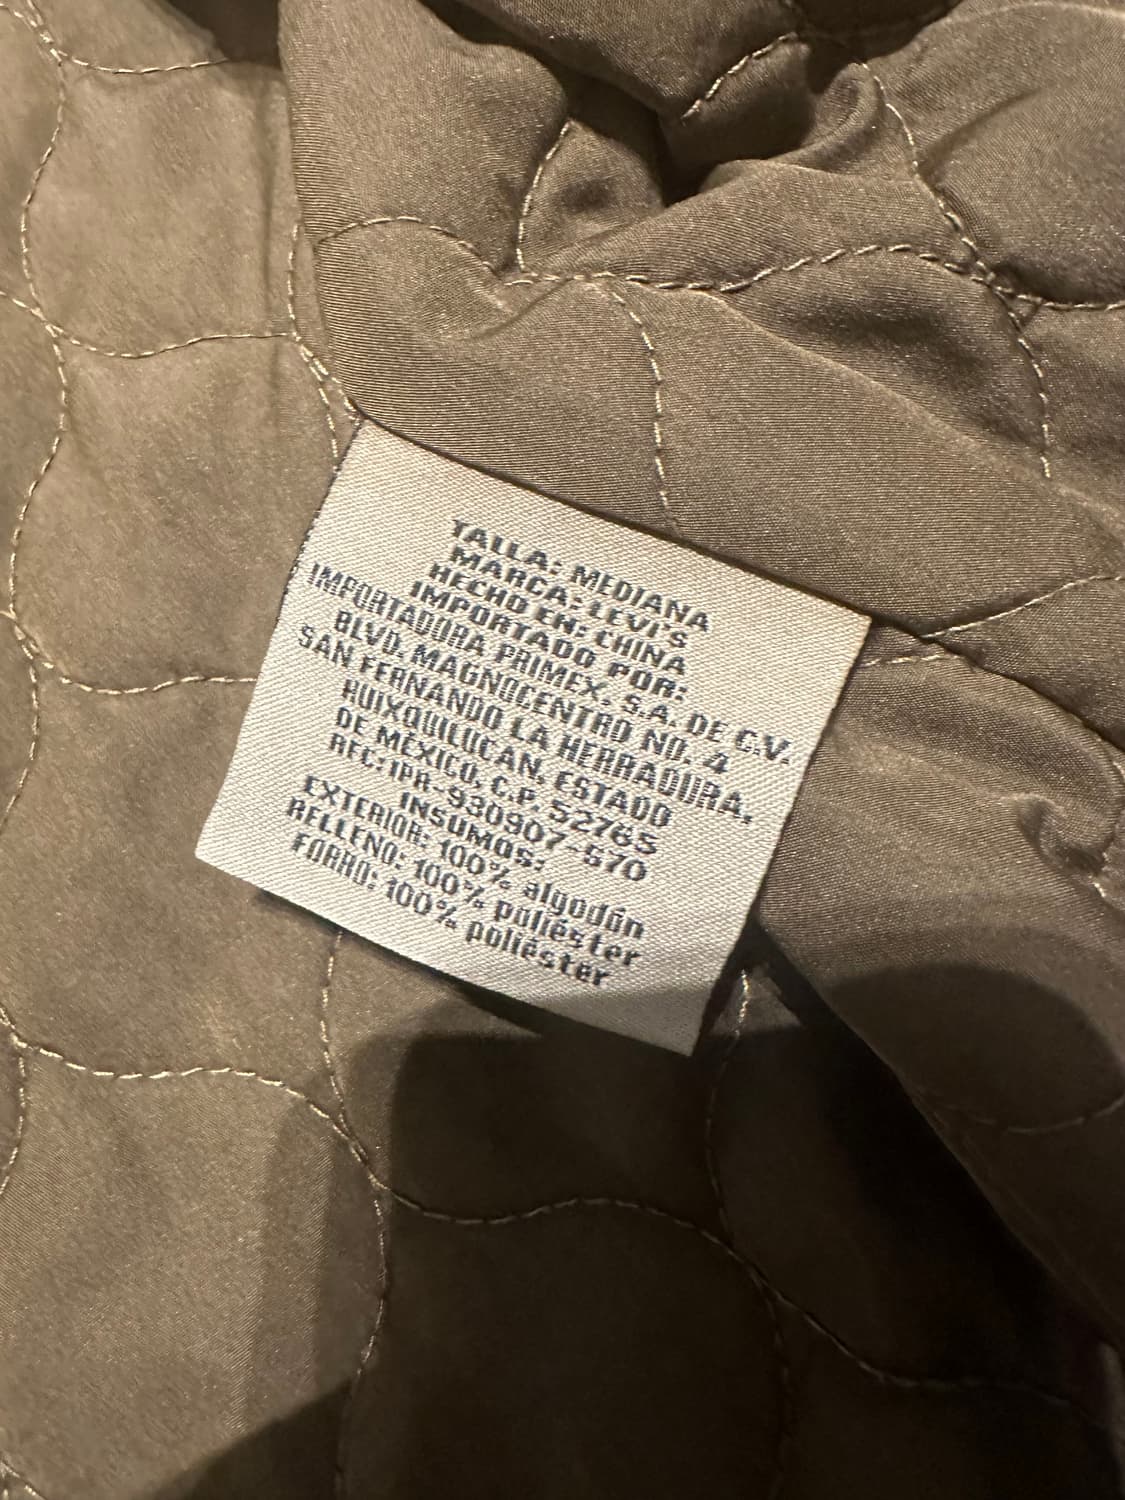 TALLA: MEDIANA
MARCA: LEVI'S
HECHO EN: CHINA
IMPORTADO POR:
IMPORTADORA PRIMEX, S.A. DE C.V.
BLVD. MAGNOCENTRO NO. 4
SAN FERNANDO LA HERRADURA,
HUIXQUILUCAN, ESTADO
DE MÉXICO, C.P. 52765
RFC:IPR-930907-S70
INSUMOS:
EXTERIOR: 100% algodón
RELLENO: 100% poliéster
FORRO: 100% poliéster